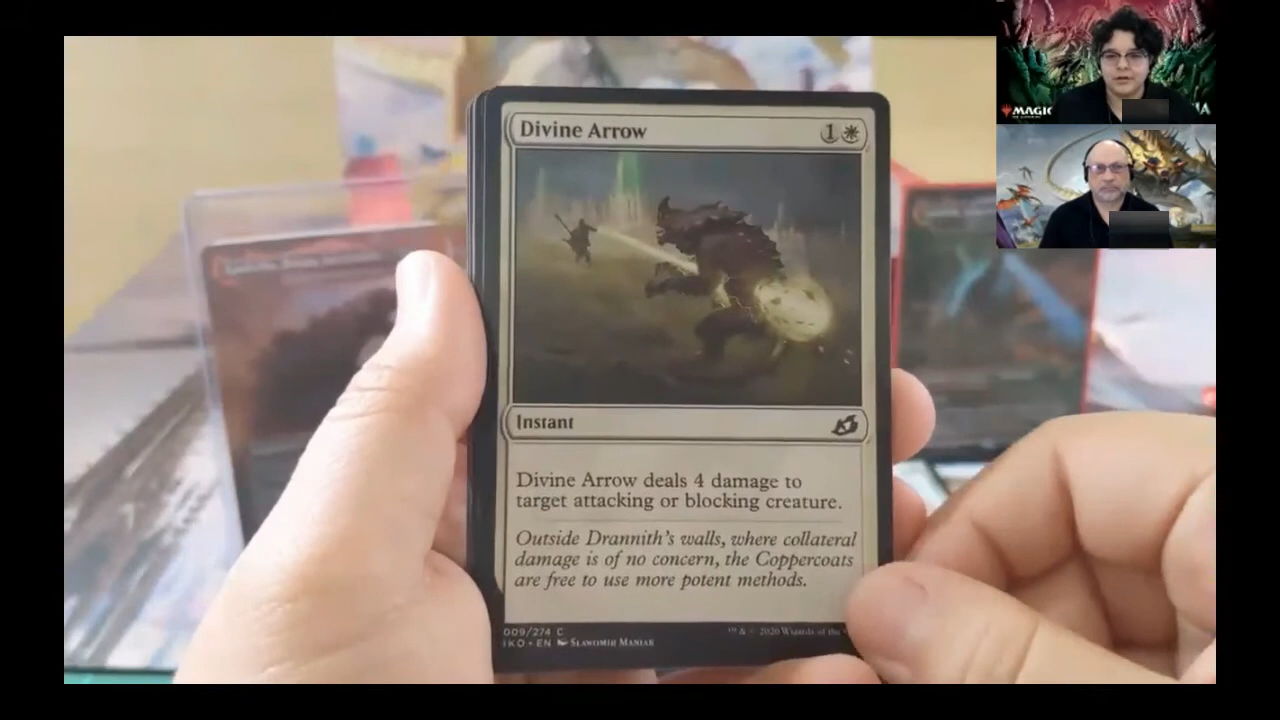 Divine Arrow 1
Instant
Divine Arrow deals 4 damage to
target attacking or blocking creature.
Outside Drannith's walls, where collateral
damage is of no concern, the Coppercoats
are free to use more potent methods.
009/274 C
IKO • EN SLAWOMIR MANIAK
™ & © 2020 Wizards of the
MAGIC
IA